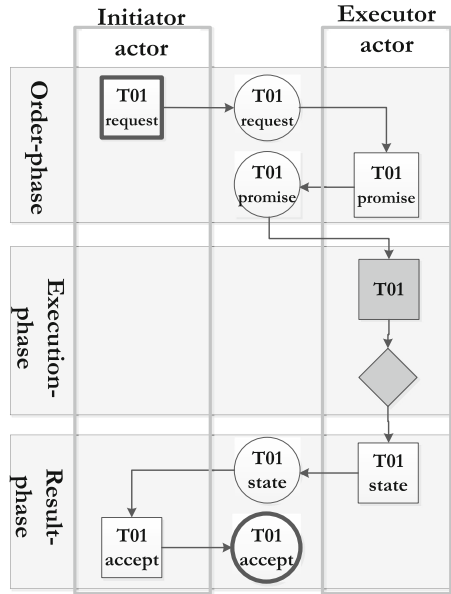 Initiator
actor
Executor
actor
Order-phase
T01
request
T01
request
T01
promise
T01
promise
Execution-
phase
T01
Result-
phase
T01
state
T01
state
T01
accept
T01
accept